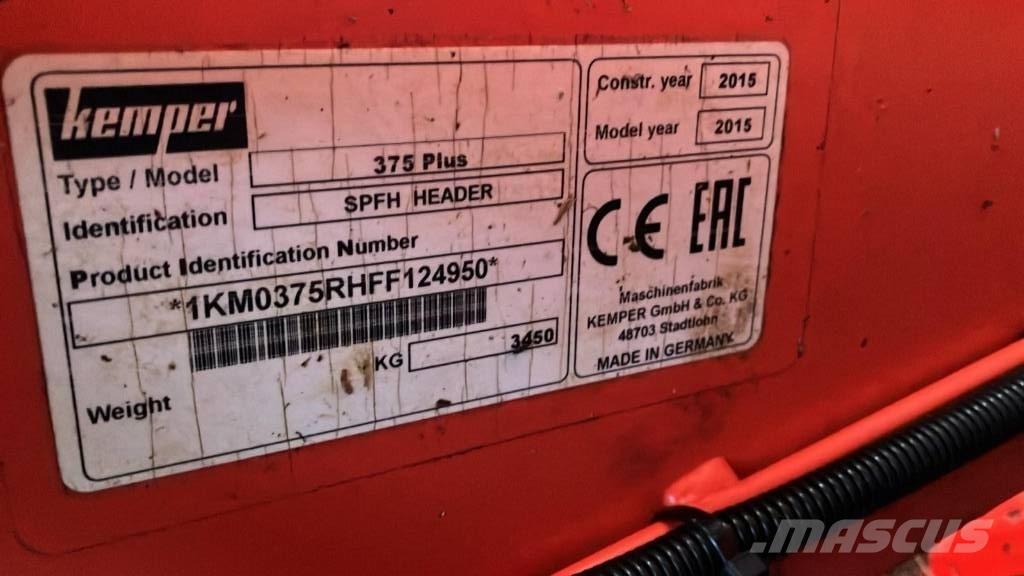 kemper
Type / Model 375 Plus
Identification SPFH HEADER
Product Identification Number
*1KM0375RHFF124950*
Weight KG 3450
Constr. year 2015
Model year 2015
CE EAC
Maschinenfabrik
KEMPER GmbH & Co. KG
48703 Stadtlohn
MADE IN GERMANY
MASCUS